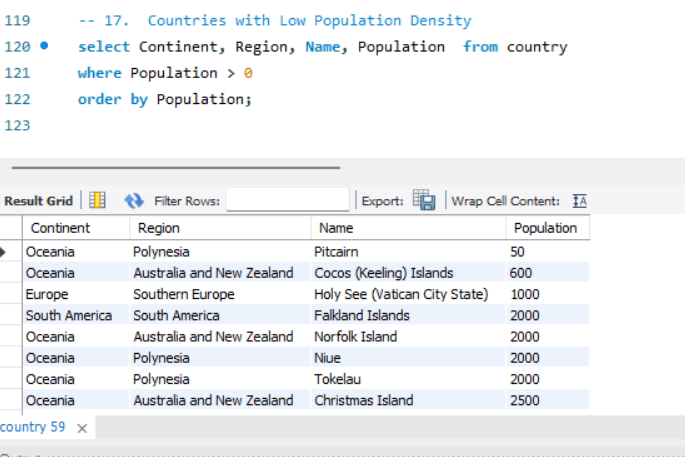 119 -- 17.  Countries with Low Population Density
120 select Continent, Region, Name, Population  from country
121 where Population > 0
122 order by Population;
123
Result Grid Filter Rows: Export: Wrap Cell Content:
Continent Region Name Population
Oceania Polynesia Pitcairn 50
Oceania Australia and New Zealand Cocos (Keeling) Islands 600
Europe Southern Europe Holy See (Vatican City State) 1000
South America South America Falkland Islands 2000
Oceania Australia and New Zealand Norfolk Island 2000
Oceania Polynesia Niue 2000
Oceania Polynesia Tokelau 2000
Oceania Australia and New Zealand Christmas Island 2500
country 59